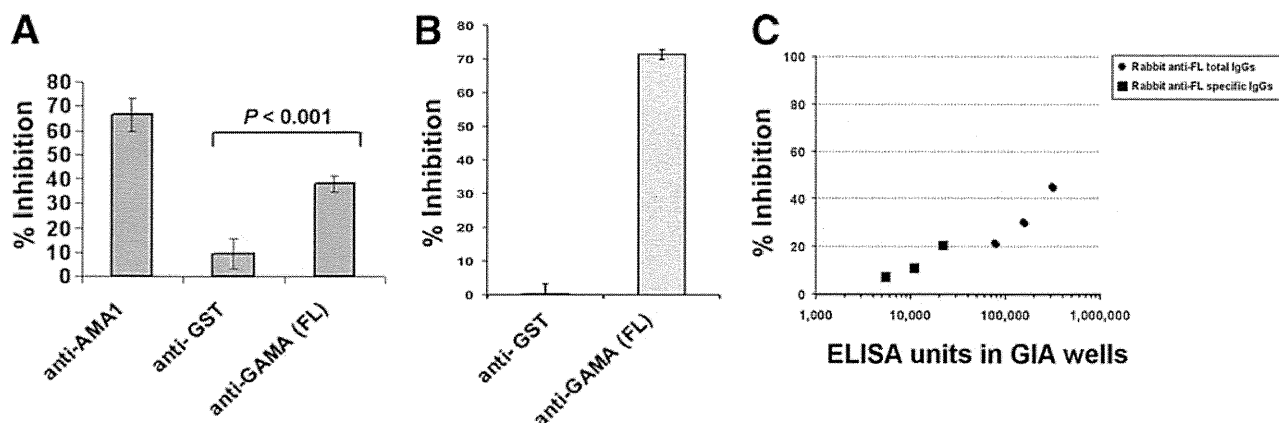 A
% Inhibition
80
70
60
50
40
30
20
10
0
P < 0.001
anti-AMA1
anti- GST
anti-GAMA (FL)
B
% Inhibition
80
70
60
50
40
30
20
10
0
anti- GST
anti-GAMA (FL)
C
% Inhibition
100
80
60
40
20
0
1,000
10,000
100,000
1,000,000
ELISA units in GIA wells
Rabbit anti-FL total IgGs
Rabbit anti-FL specific IgGs